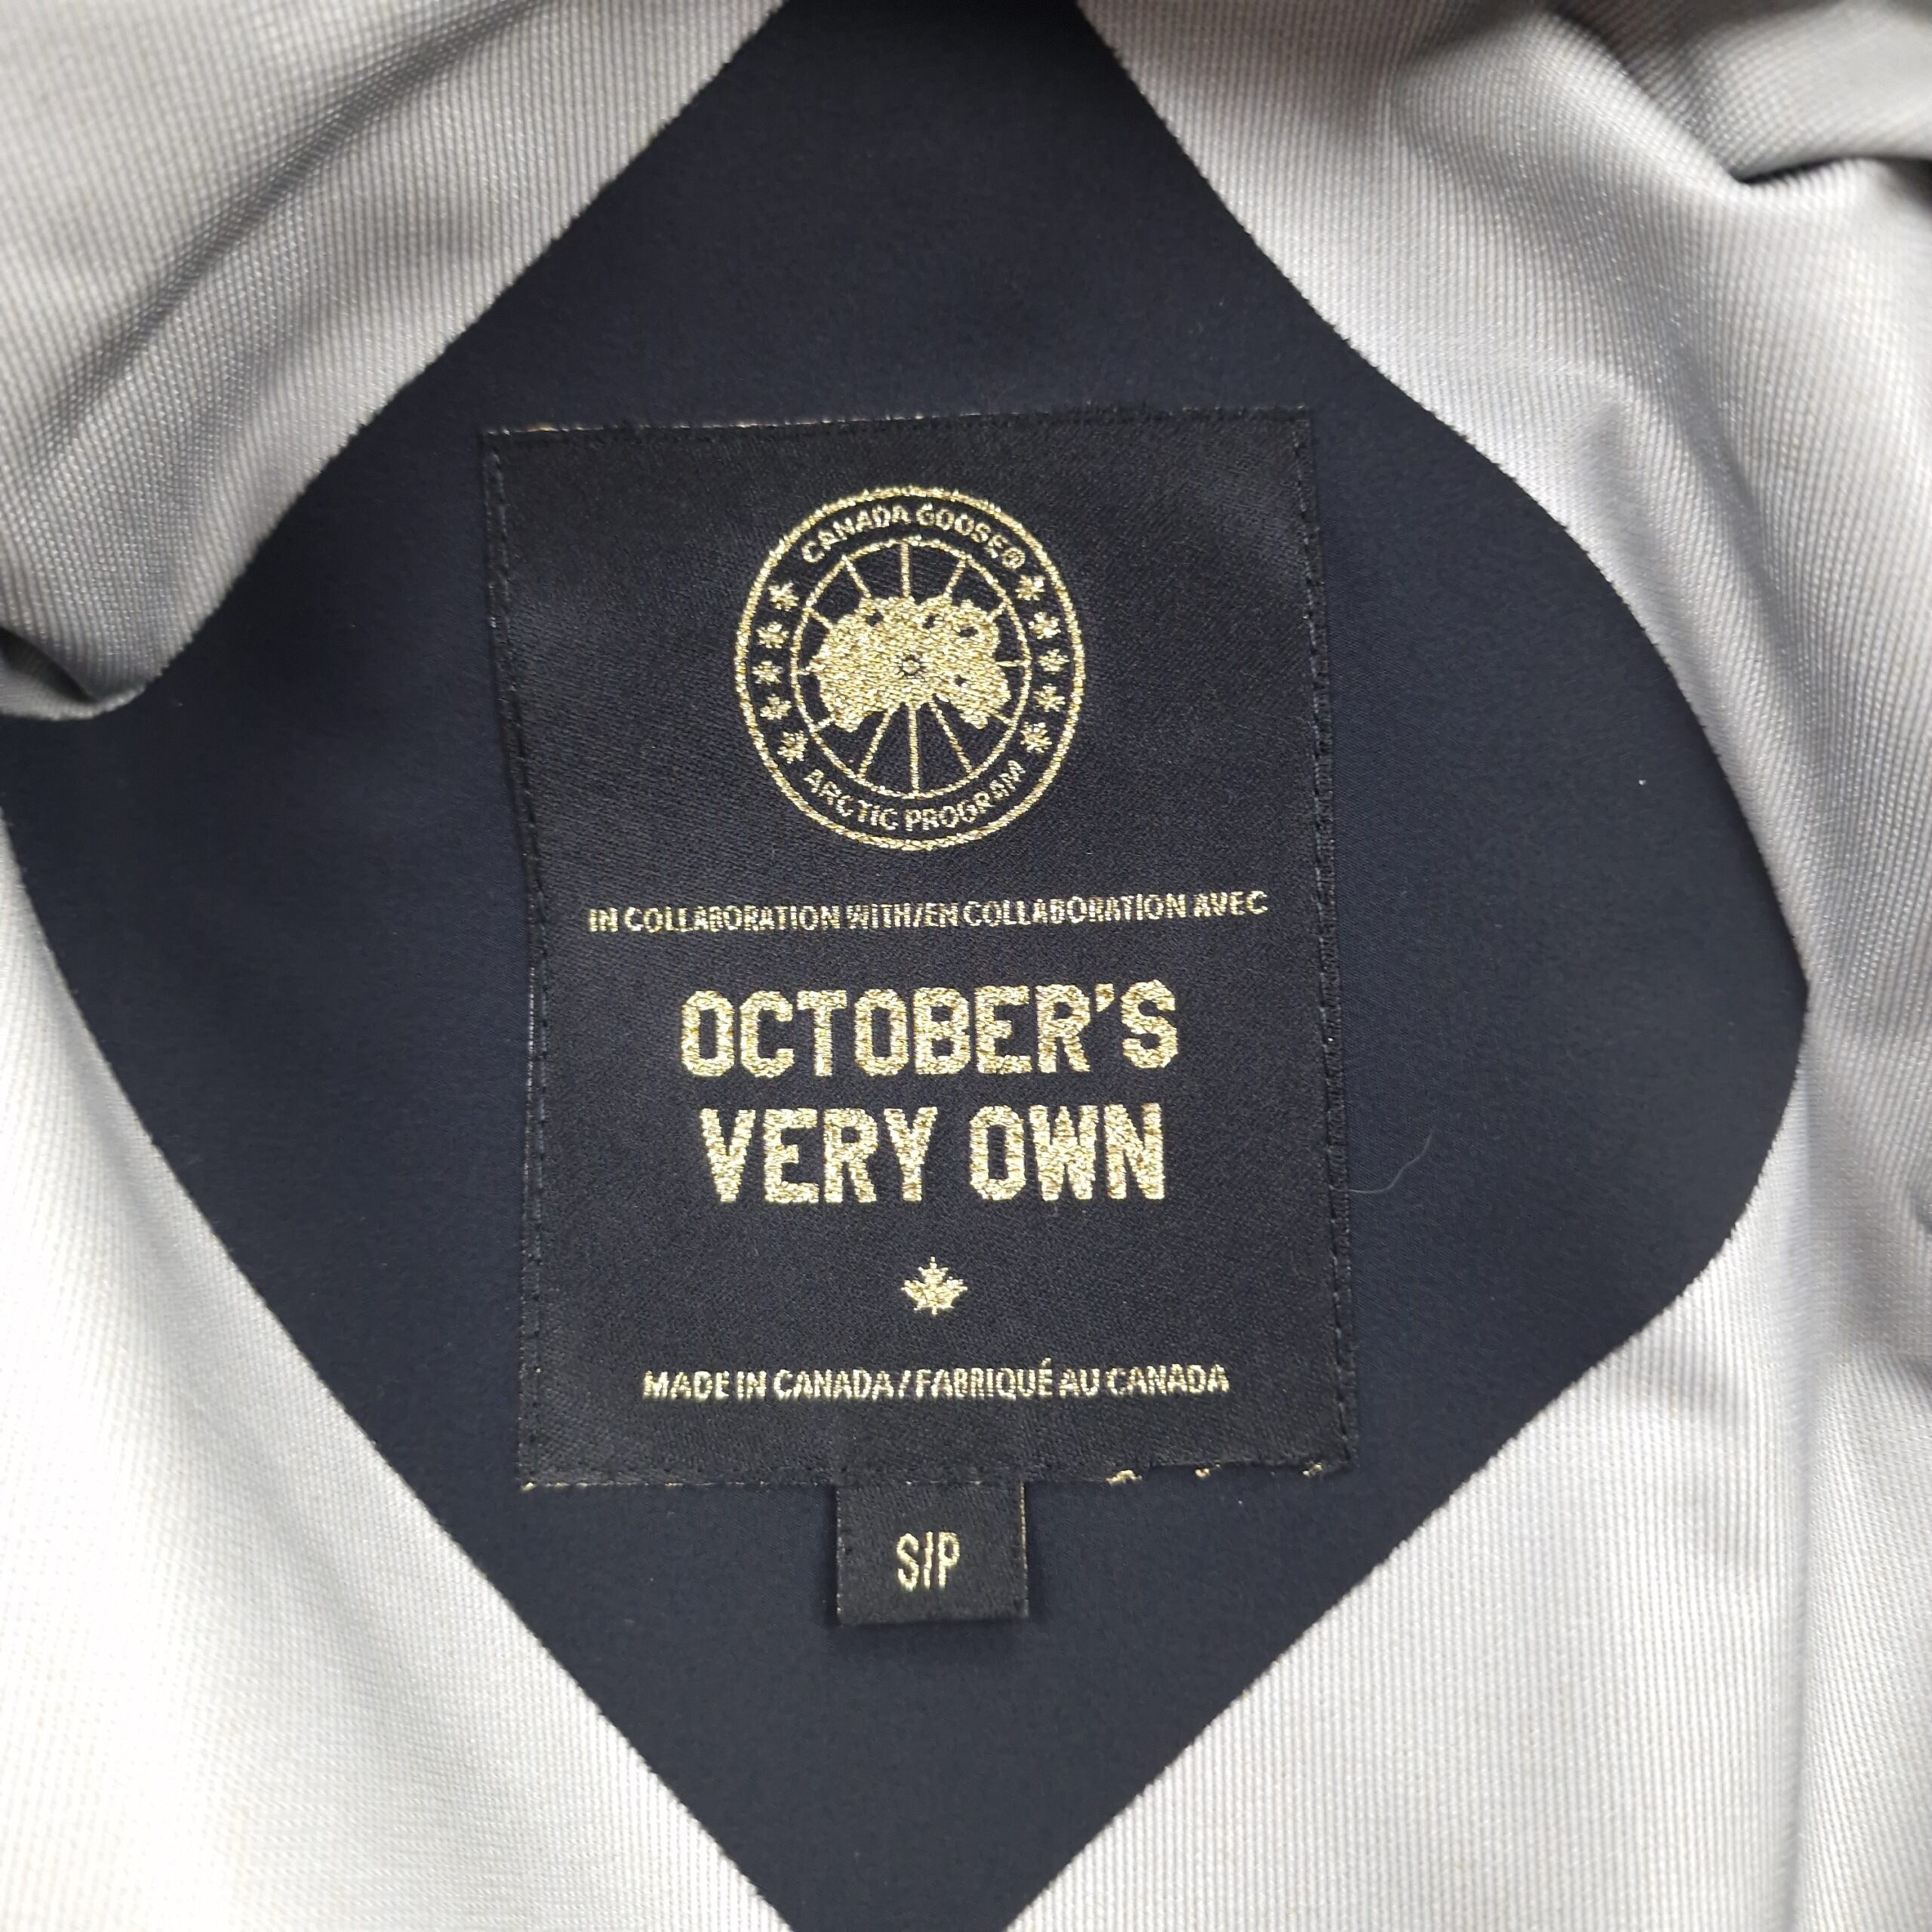 CANADA GOOSE®
ARCTIC PROGRAM
IN COLLABORATION WITH/EN COLLABORATION AVEC
OCTOBER'S
VERY OWN
MADE IN CANADA/FABRIQUÉ AU CANADA
S/P